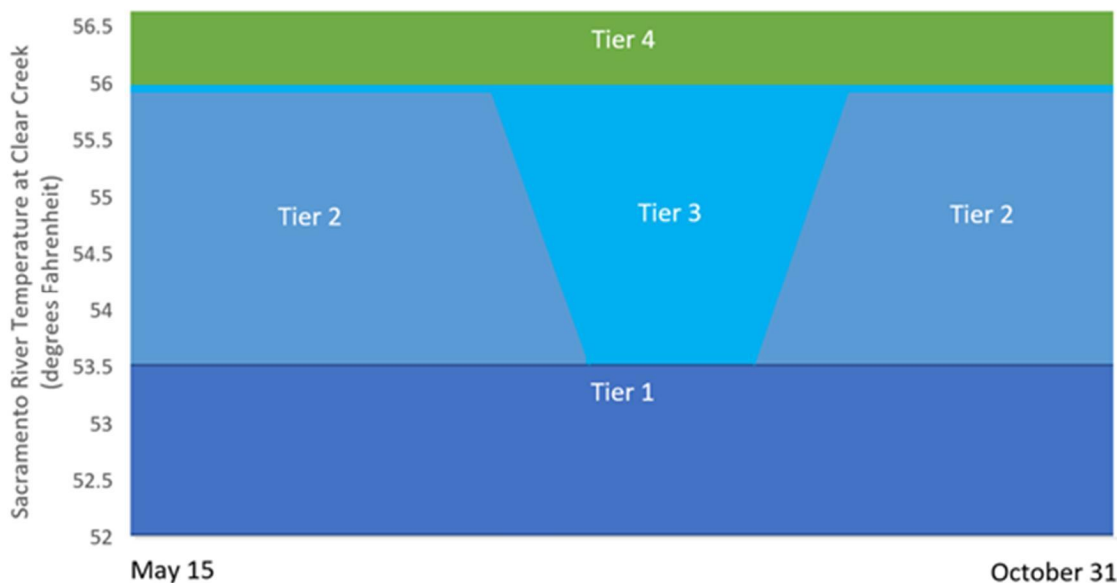 Sacramento River Temperature at Clear Creek
(degrees Fahrenheit)
56.5
56
55.5
55
54.5
54
53.5
53
52.5
52
Tier 4
Tier 2
Tier 3
Tier 2
Tier 1
May 15
October 31